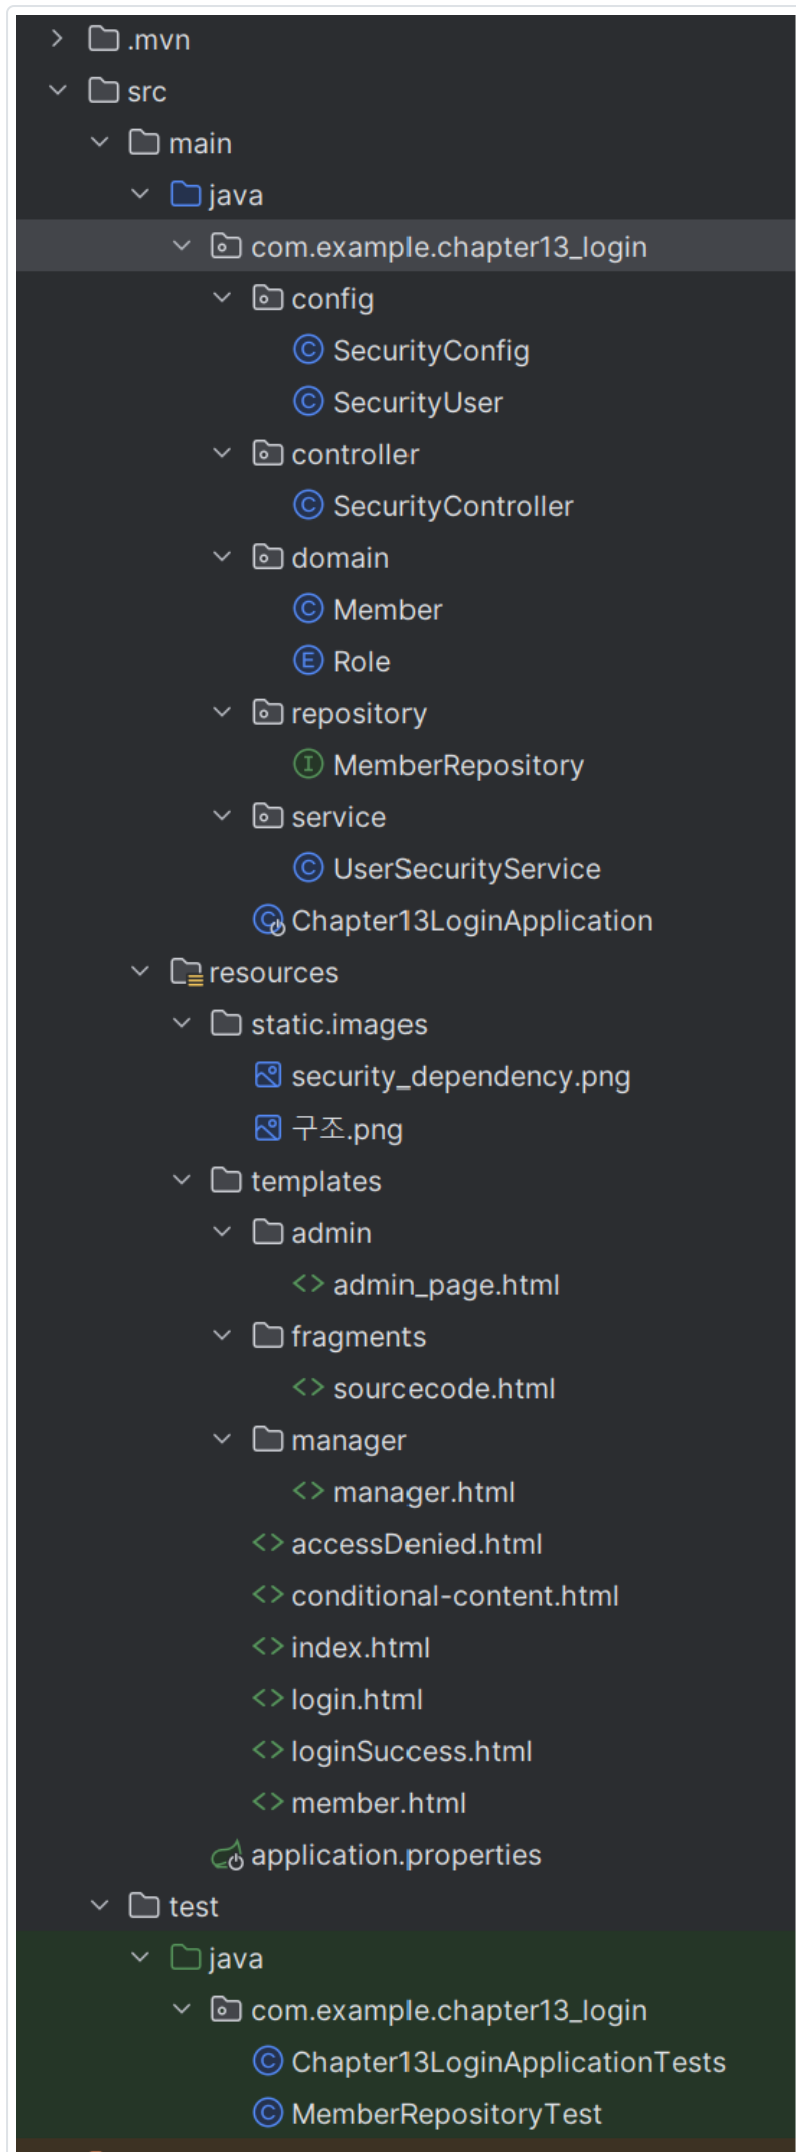 .mvn
src
main
java
com.example.chapter13_login
config
SecurityConfig
SecurityUser
controller
SecurityController
domain
Member
Role
repository
MemberRepository
service
UserSecurityService
Chapter13LoginApplication
resources
static.images
security_dependency.png
구조.png
templates
admin
admin_page.html
fragments
sourcecode.html
manager
manager.html
accessDenied.html
conditional-content.html
index.html
login.html
loginSuccess.html
member.html
application.properties
test
java
com.example.chapter13_login
Chapter13LoginApplicationTests
MemberRepositoryTest